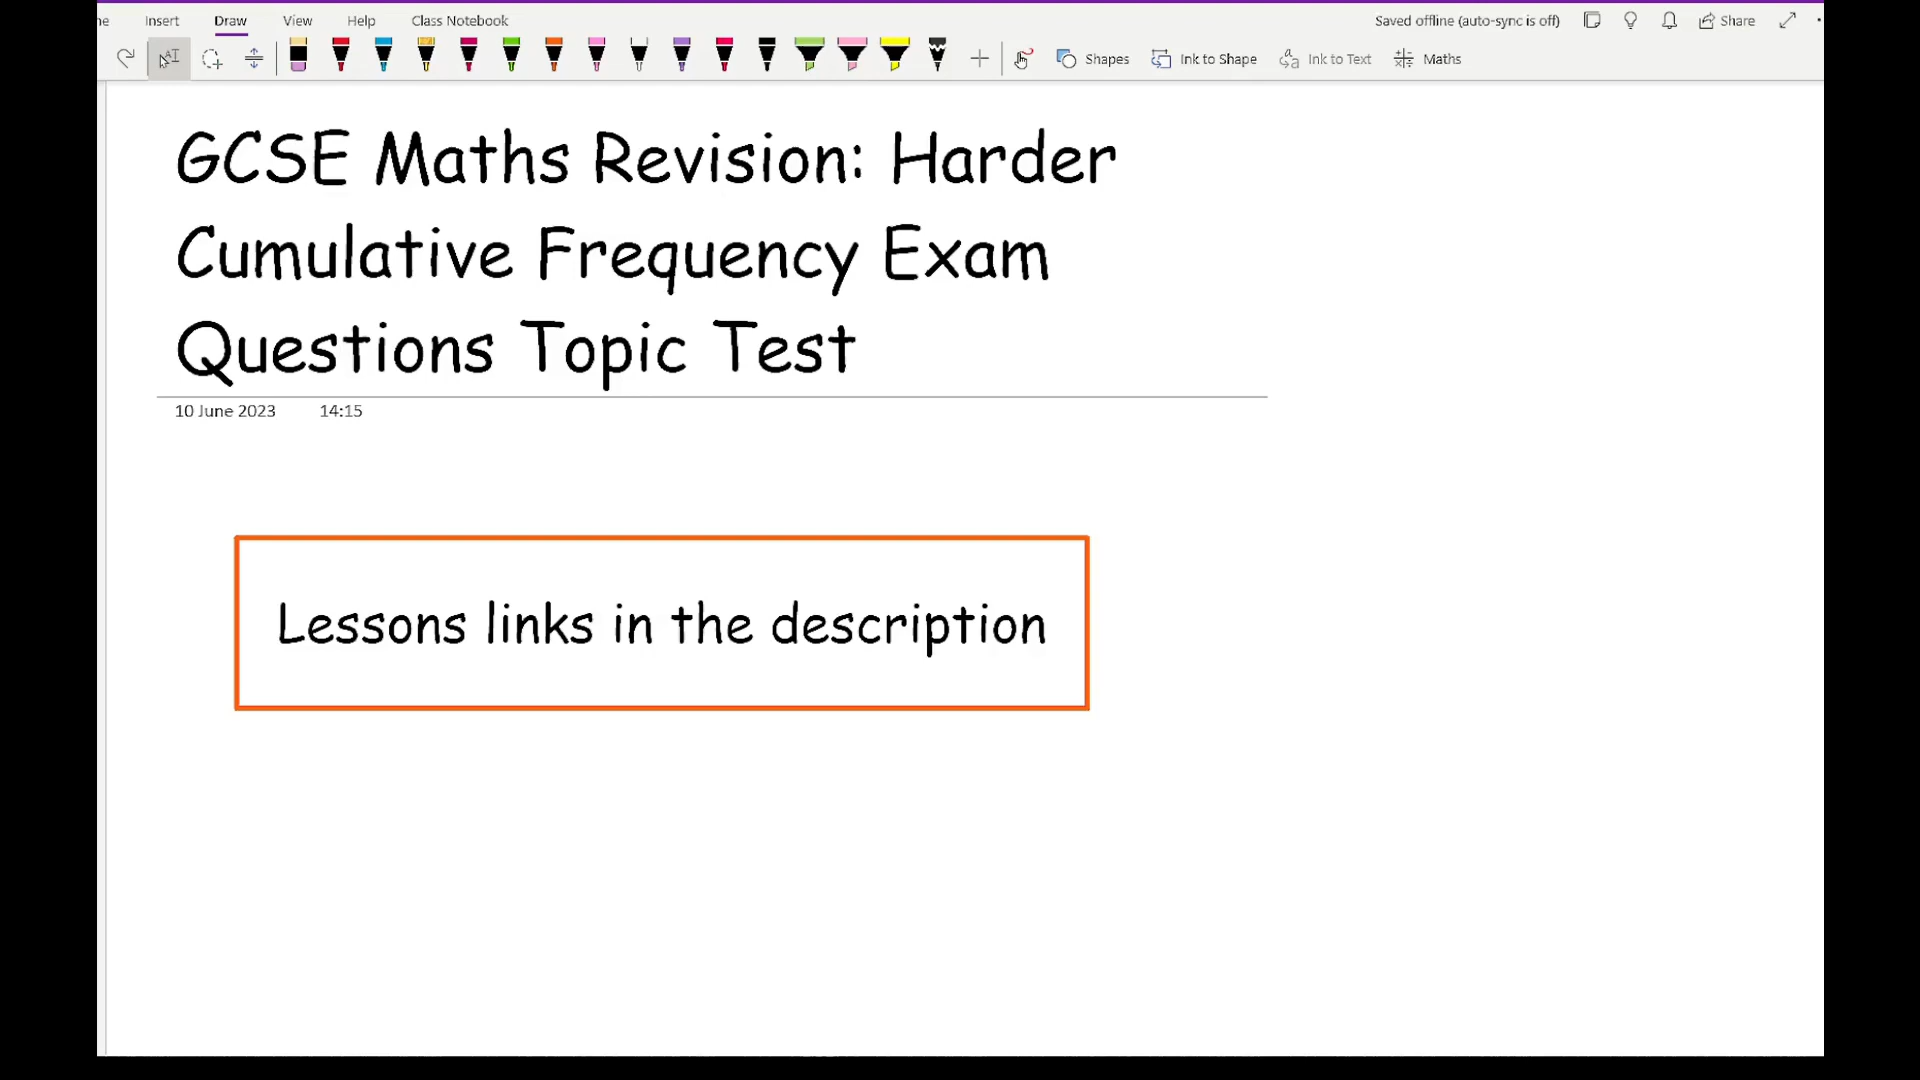 Insert Draw View Help Class Notebook Saved offline (auto-sync is off) Share
Shapes Ink to Shape Ink to Text Maths
GCSE Maths Revision: Harder
Cumulative Frequency Exam
Questions Topic Test
10 June 2023 14:15
Lessons links in the description